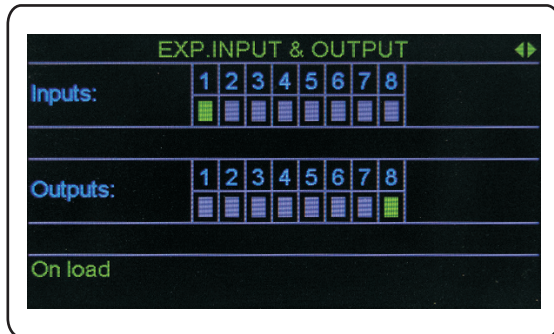 EXP.INPUT & OUTPUT
Inputs: 1 2 3 4 5 6 7 8
Outputs: 1 2 3 4 5 6 7 8
On load